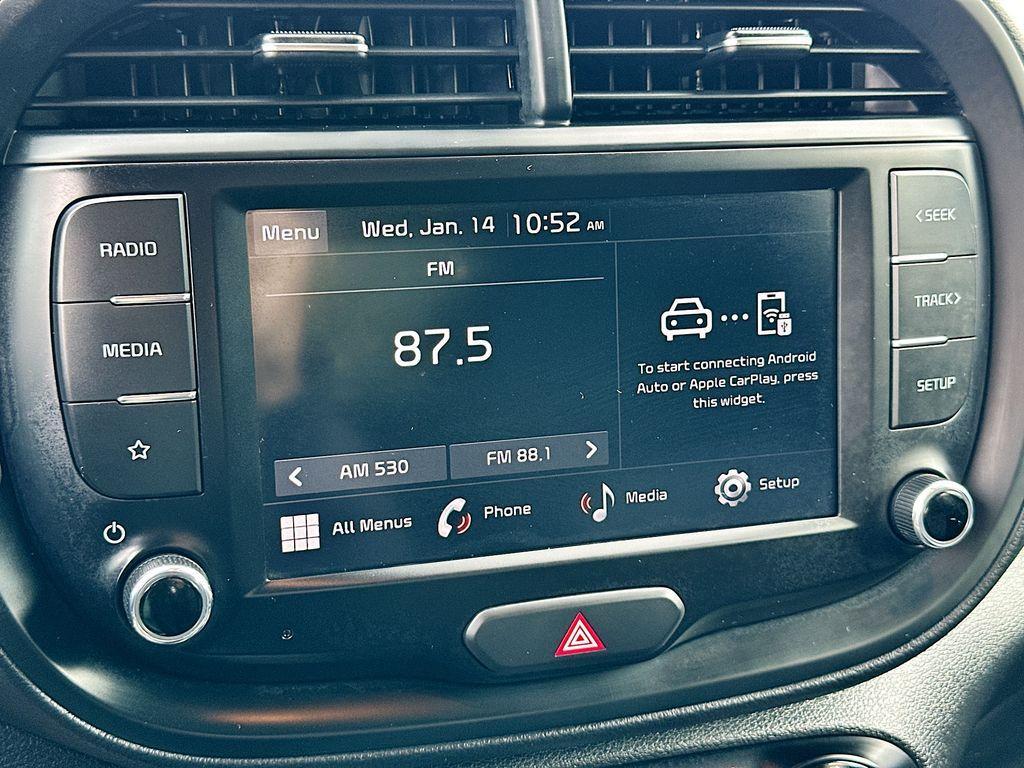 RADIO
MEDIA
Menu
Wed, Jan. 14 10:52 AM
FM
87.5
To start connecting Android
Auto or Apple CarPlay, press
this widget.
< AM 530
FM 88.1 >
All Menus
Phone
Media
Setup
<SEEK
TRACK>
SETUP